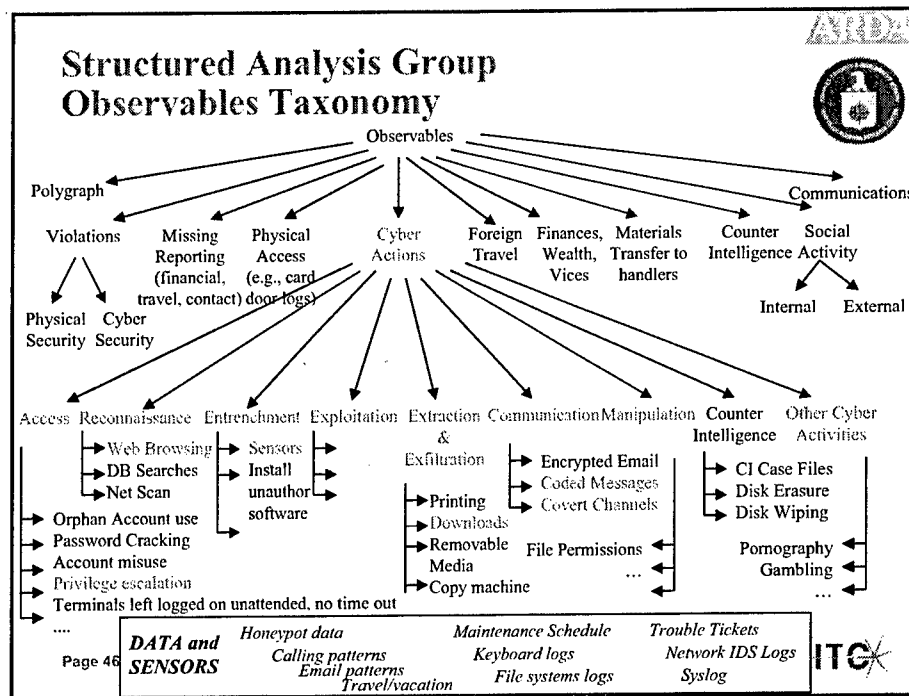 ARDA
Structured Analysis Group
Observables Taxonomy
Observables
Polygraph
Communications
Violations
Missing
Reporting
(financial,
travel, contact)
Physical
Access
(e.g., card
door logs)
Cyber
Actions
Foreign
Travel
Finances,
Wealth,
Vices
Materials
Transfer to
handlers
Counter
Intelligence
Social
Activity
Physical
Security
Cyber
Security
Internal
External
Access
Reconnaissance
Entrenchment
Exploitation
Extraction
&
Exfiltration
Communication
Manipulation
Counter
Intelligence
Other Cyber
Activities
Web Browsing
DB Searches
Net Scan
Sensors
Install
unauthor
software
Encrypted Email
Coded Messages
Covert Channels
CI Case Files
Disk Erasure
Disk Wiping
Orphan Account use
Password Cracking
Account misuse
Privilege escalation
Terminals left logged on unattended, no time out
....
Printing
Downloads
Removable
Media
Copy machine
File Permissions
...
Pornography
Gambling
...
Page 46
DATA and
SENSORS
Honeypot data
Calling patterns
Email patterns
Travel/vacation
Maintenance Schedule
Keyboard logs
File systems logs
Trouble Tickets
Network IDS Logs
Syslog
ITC